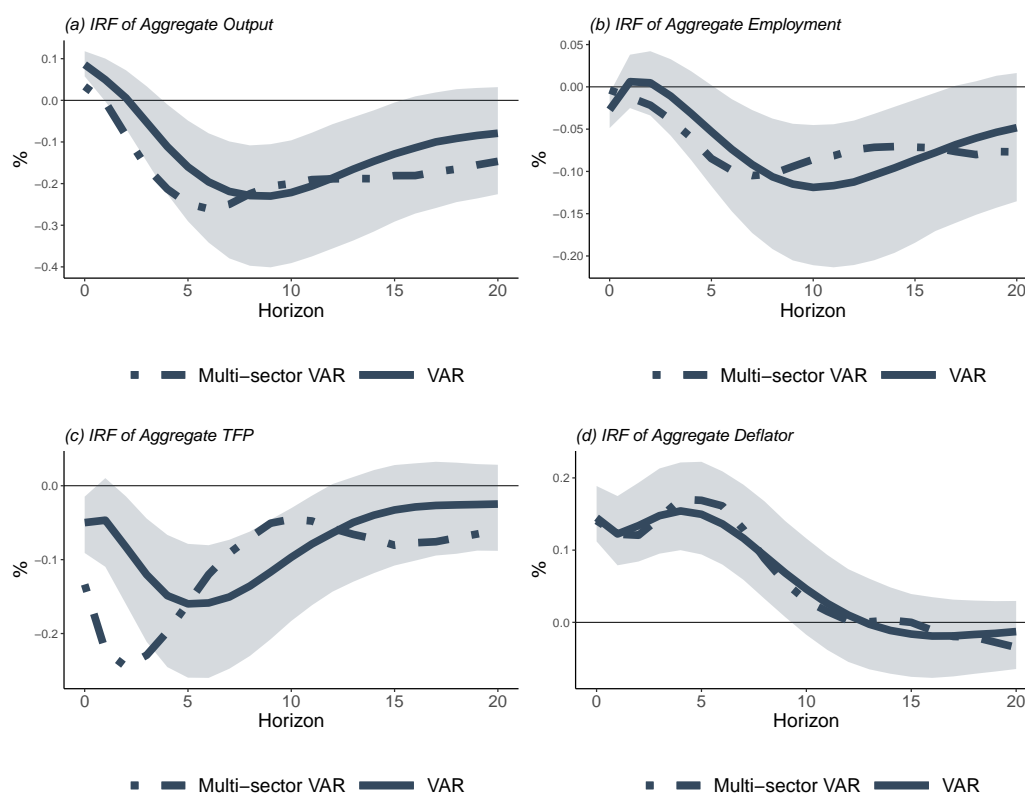 (a) IRF of Aggregate Output
0.1
0.0
−0.1
−0.2
−0.3
−0.4
%
0 5 10 15 20
Horizon
Multi−sector VAR VAR
(b) IRF of Aggregate Employment
0.05
0.00
−0.05
−0.10
−0.15
−0.20
%
0 5 10 15 20
Horizon
Multi−sector VAR VAR
(c) IRF of Aggregate TFP
0.0
−0.1
−0.2
%
0 5 10 15 20
Horizon
Multi−sector VAR VAR
(d) IRF of Aggregate Deflator
0.2
0.1
0.0
%
0 5 10 15 20
Horizon
Multi−sector VAR VAR